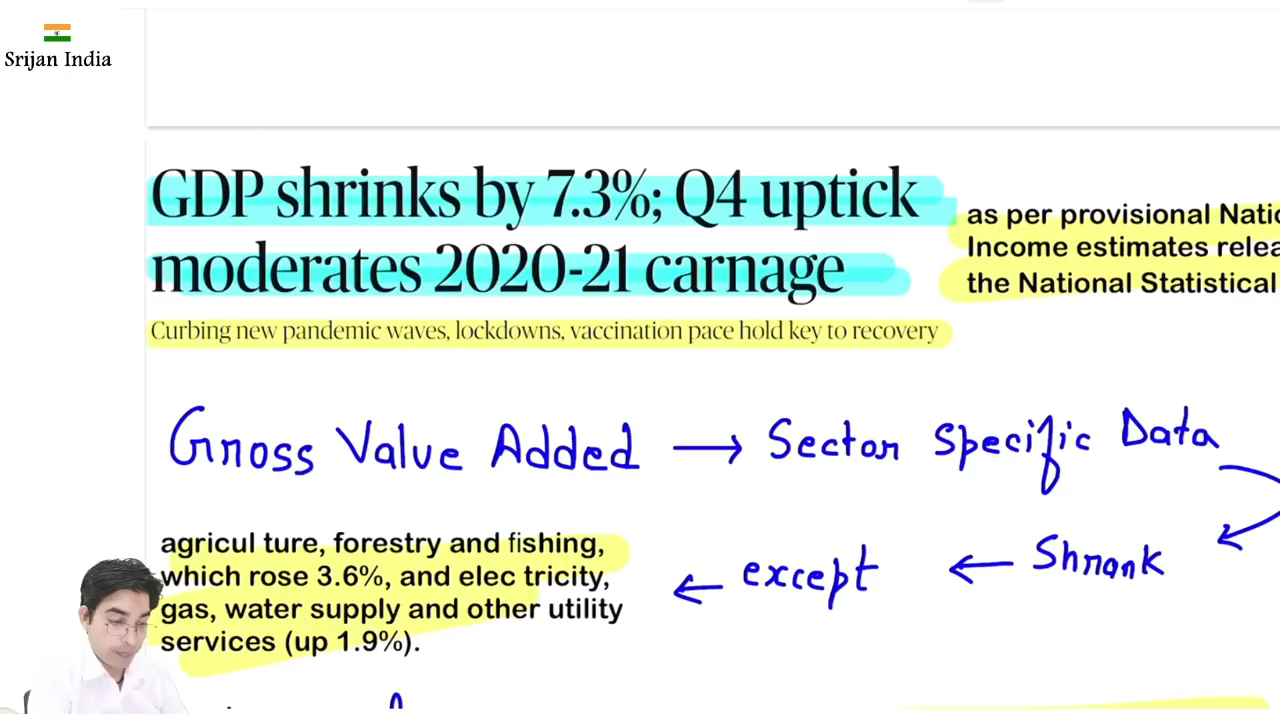 Srijan India
GDP shrinks by 7.3%; Q4 uptick
moderates 2020-21 carnage
Curbing new pandemic waves, lockdowns, vaccination pace hold key to recovery
as per provisional
Income estimates
the National Statistical
Gross Value Added → Sector Specific Data
Shrank
← except ←
agricul ture, forestry and fishing,
which rose 3.6%, and elec tricity,
gas, water supply and other utility
services (up 1.9%).